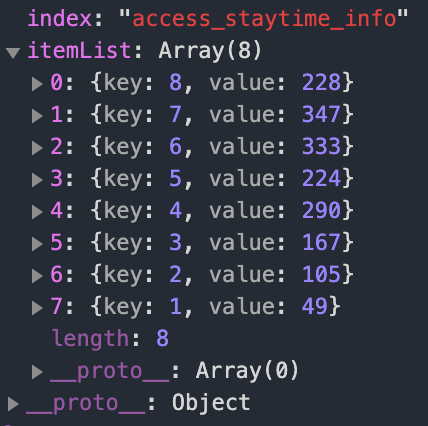 index: "access_staytime_info"
itemList: Array(8)
0: {key: 8, value: 228}
1: {key: 7, value: 347}
2: {key: 6, value: 333}
3: {key: 5, value: 224}
4: {key: 4, value: 290}
5: {key: 3, value: 167}
6: {key: 2, value: 105}
7: {key: 1, value: 49}
length: 8
__proto__: Array(0)
__proto__: Object